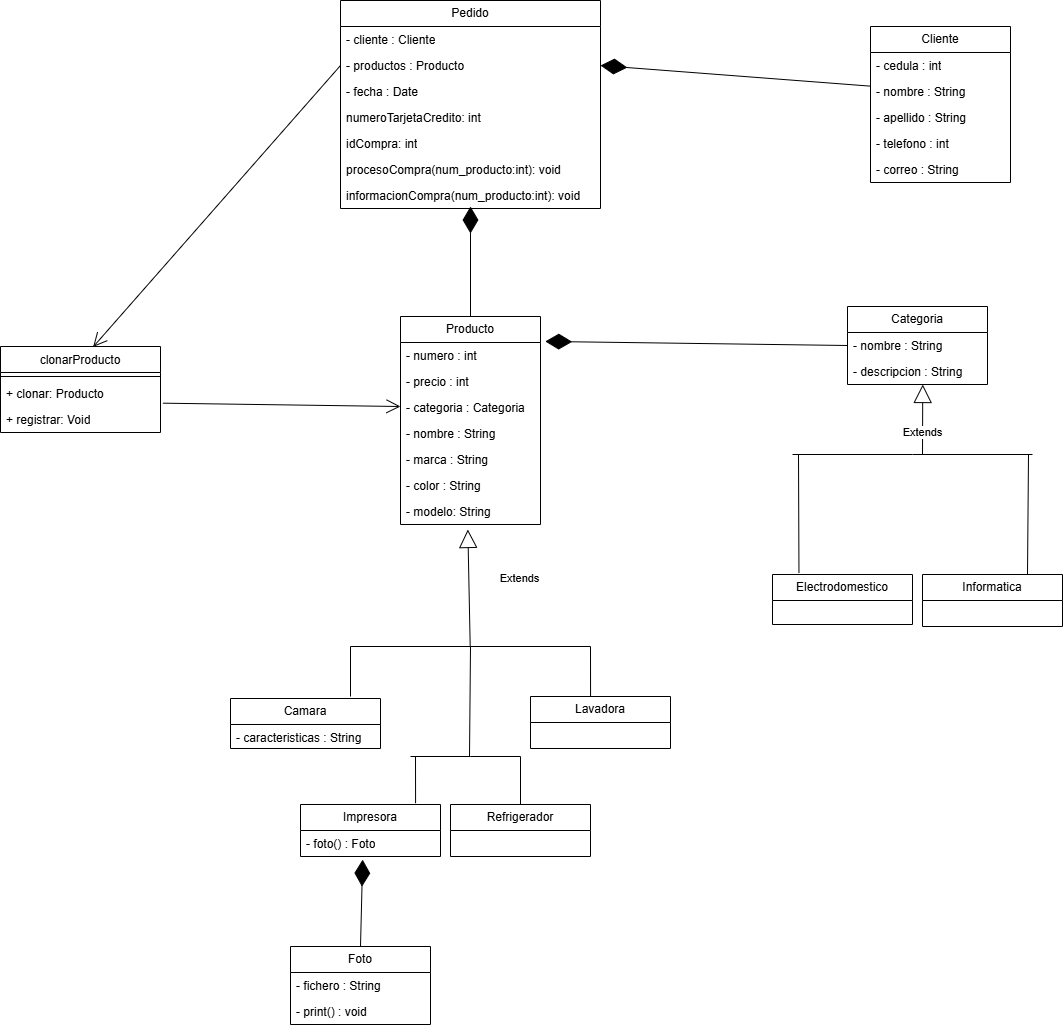 Pedido
- cliente : Cliente
- productos : Producto
- fecha : Date
numeroTarjetaCredito: int
idCompra: int
procesoCompra(num_producto:int): void
informacionCompra(num_producto:int): void
Cliente
- cedula : int
- nombre : String
- apellido : String
- telefono : int
- correo : String
clonarProducto
+ clonar: Producto
+ registrar: Void
Producto
- numero : int
- precio : int
- categoria : Categoria
- nombre : String
- marca : String
- color : String
- modelo: String
Categoria
- nombre : String
- descripcion : String
Extends
Electrodomestico
Informatica
Extends
Camara
- caracteristicas : String
Lavadora
Impresora
- foto() : Foto
Refrigerador
Foto
- fichero : String
- print() : void